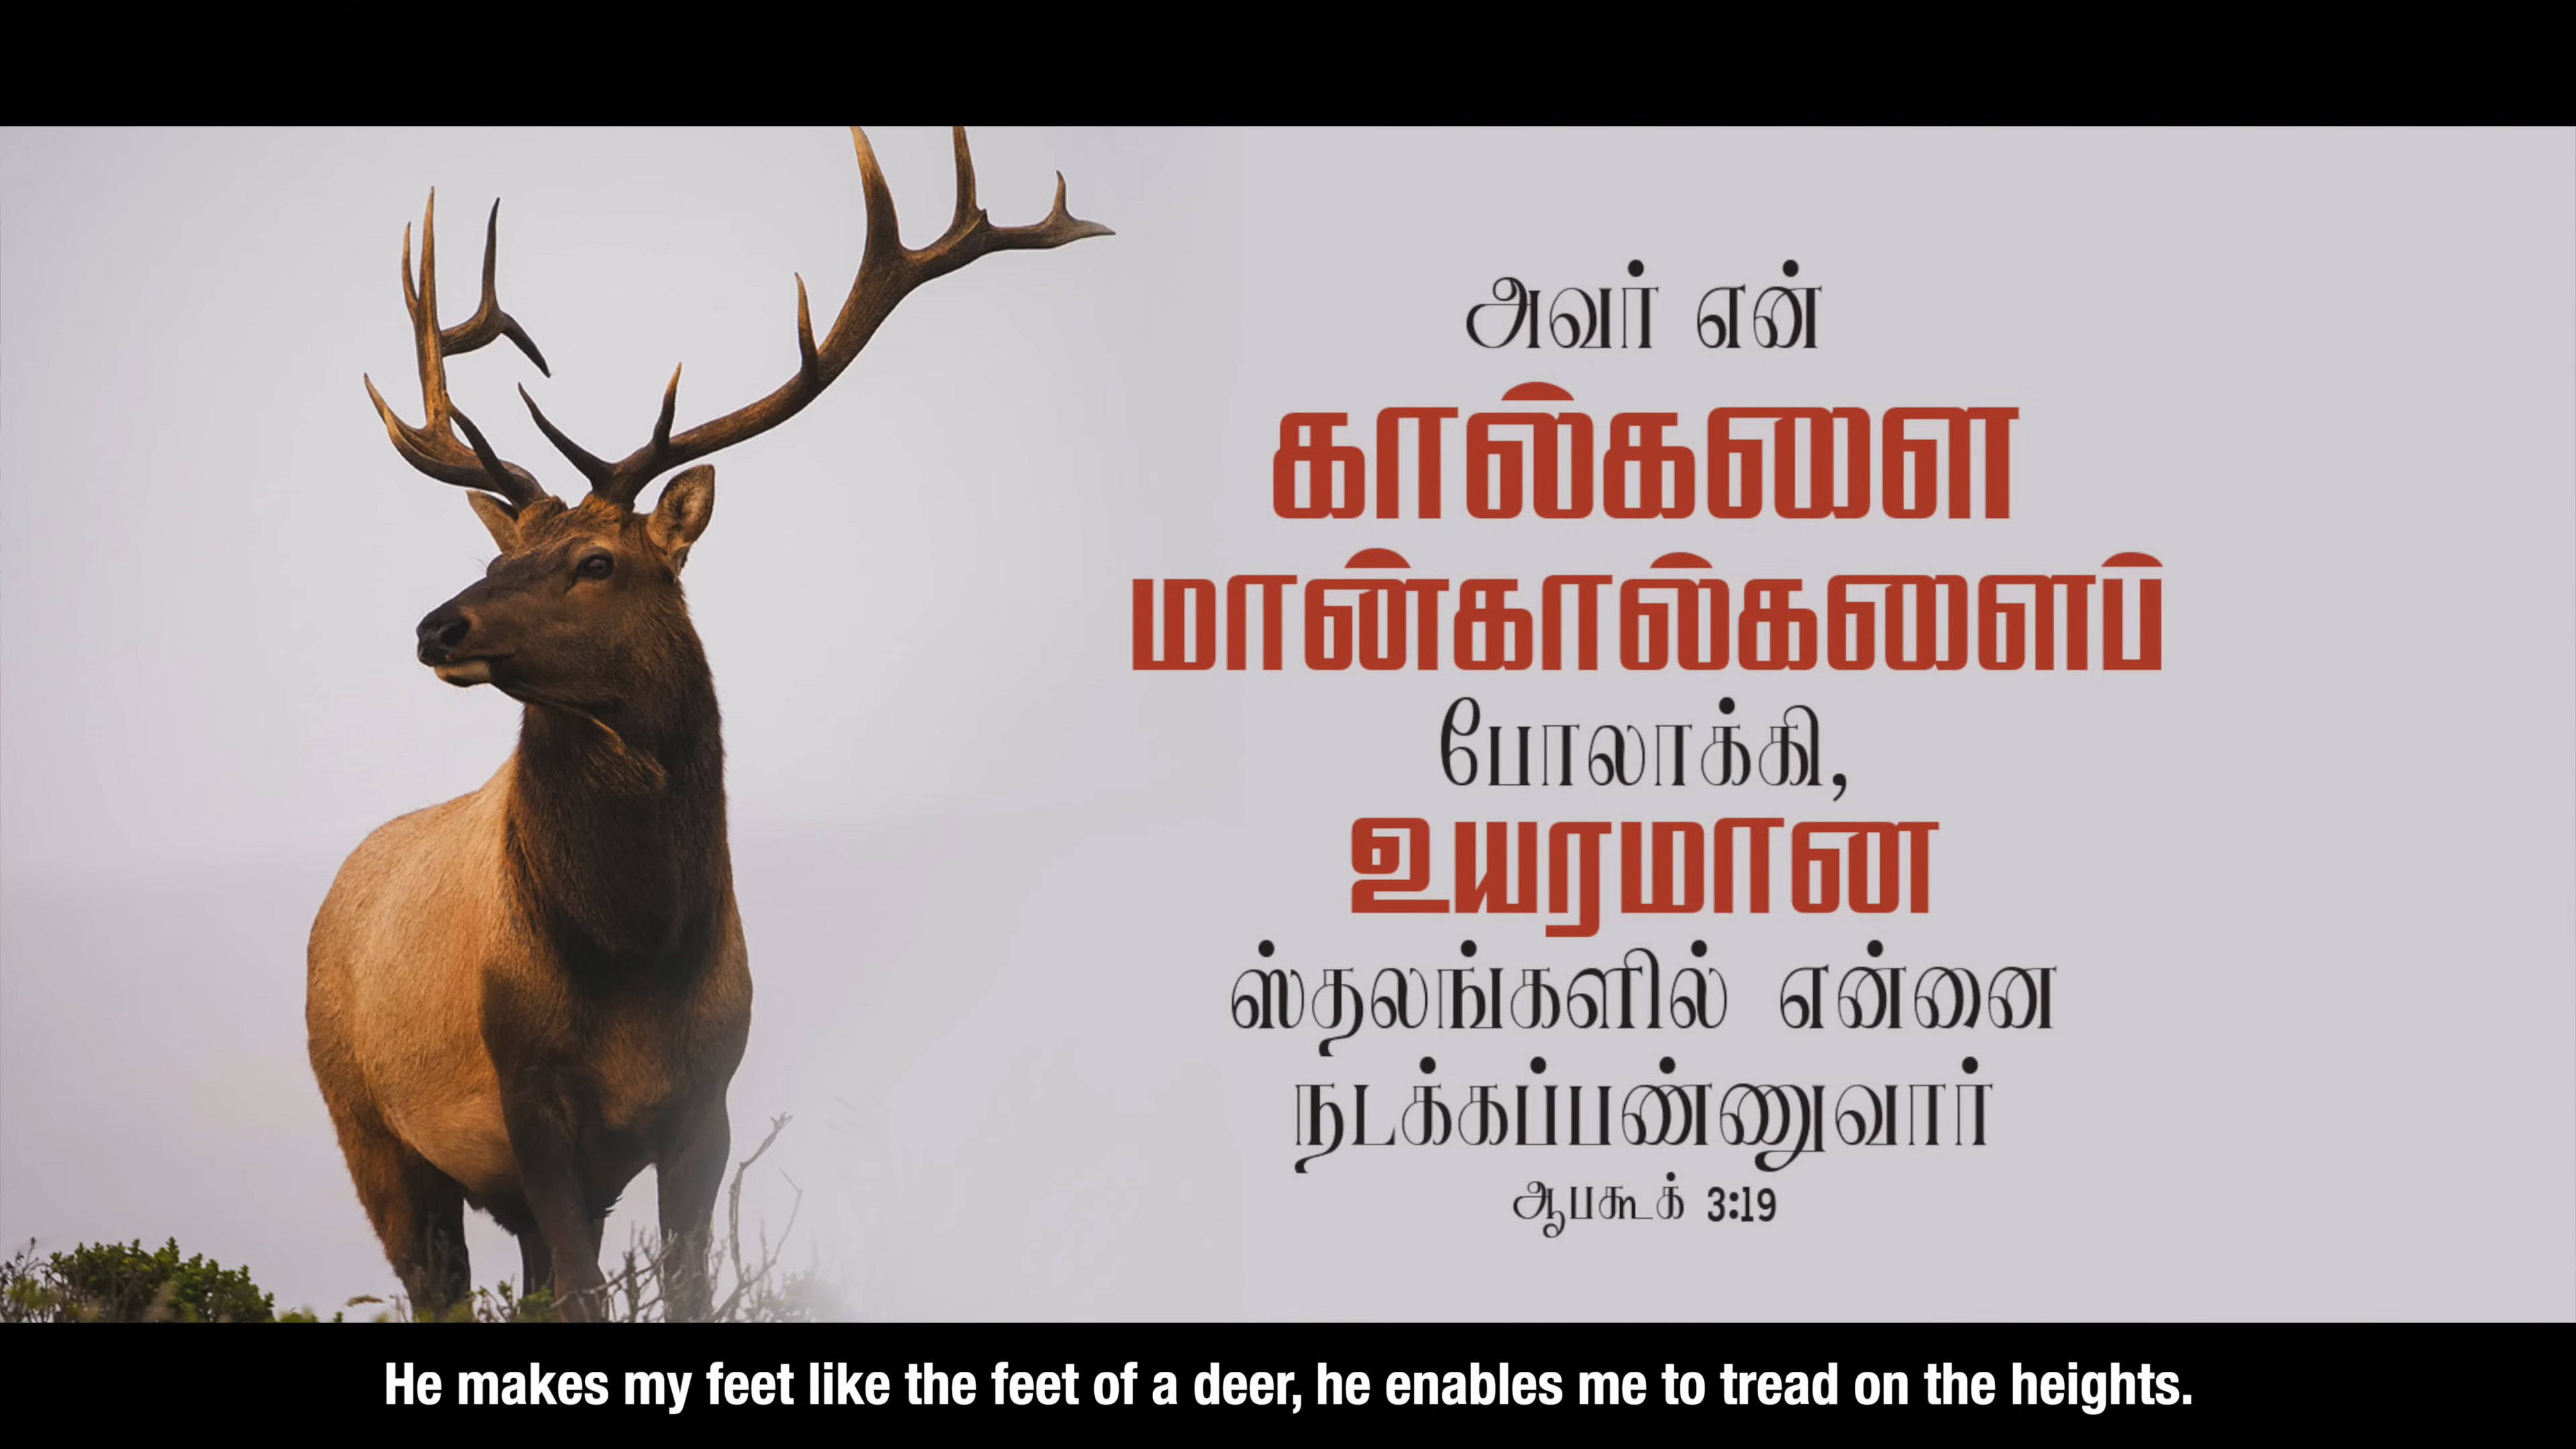 அவர் என்
கால்களை
மான்கால்களைப்
போலாக்கி,
உயரமான
ஸ்தலங்களில் என்னை
நடக்கப்பண்ணுவார்
ஆபகூக் 3:19
He makes my feet like the feet of a deer, he enables me to tread on the heights.